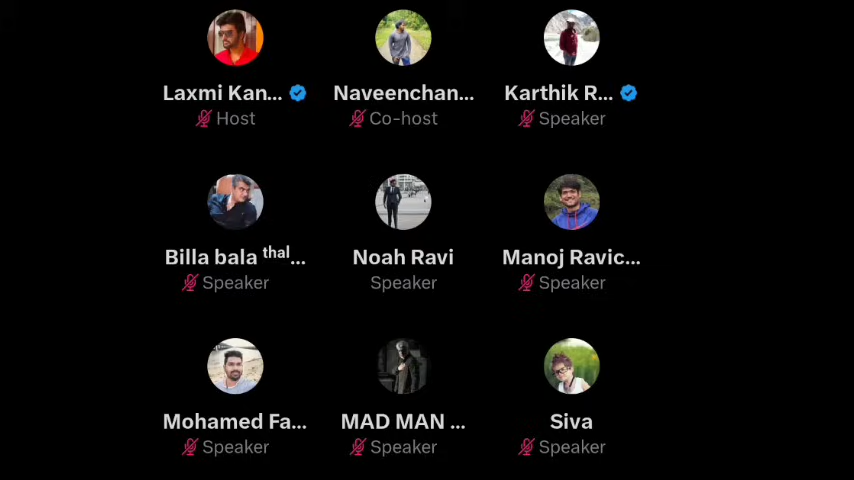 Laxmi Kan...
Naveenchan...
Karthik R...
Host
Co-host
Speaker
Billa bala ᵗʰᵃˡ...
Noah Ravi
Manoj Ravic...
Speaker
Speaker
Speaker
Mohamed Fa...
MAD MAN ...
Siva
Speaker
Speaker
Speaker